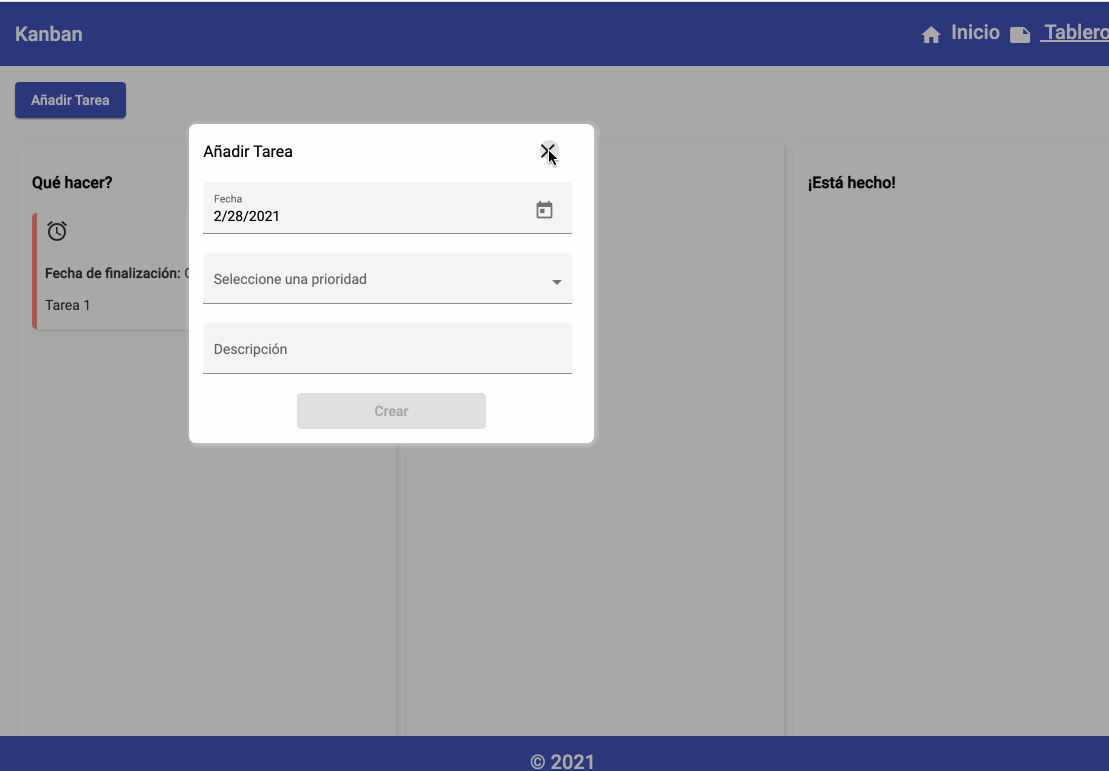 Kanban
Inicio
Tablero
Añadir Tarea
Añadir Tarea
Qué hacer?
¡Está hecho!
Fecha
2/28/2021
Fecha de finalización:
Seleccione una prioridad
Tarea 1
Descripción
Crear
© 2021